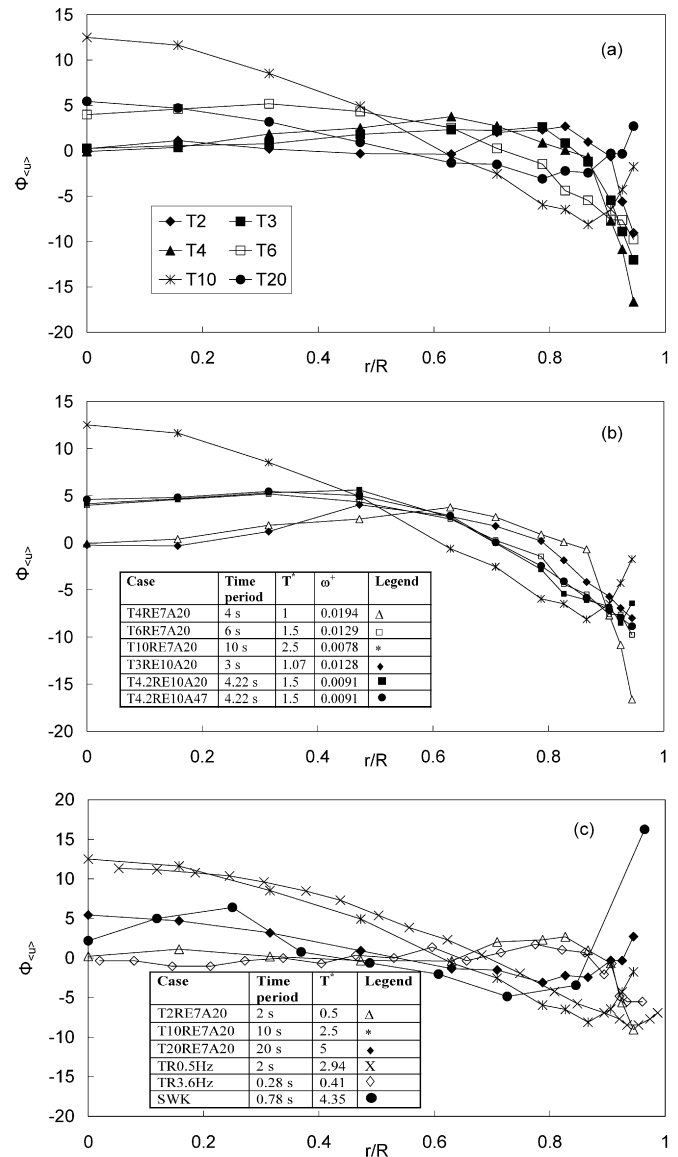 15
10
5
0
-5
-10
-15
-20
Φ<u>
(a)
T2 T3
T4 T6
T10 T20
0 0.2 0.4 0.6 0.8 1
r/R
15
10
5
0
-5
-10
-15
-20
Φ<u>
(b)
Case Time period T* ω+ Legend
T4RE7A20 4 s 1 0.0194 Δ
T6RE7A20 6 s 1.5 0.0129 □
T10RE7A20 10 s 2.5 0.0078 *
T3RE10A20 3 s 1.07 0.0128 ◆
T4.2RE10A20 4.22 s 1.5 0.0091 ■
T4.2RE10A47 4.22 s 1.5 0.0091 ●
0 0.2 0.4 0.6 0.8 1
r/R
20
15
10
5
0
-5
-10
-15
-20
Φ<u>
(c)
Case Time period T* Legend
T2RE7A20 2 s 0.5 Δ
T10RE7A20 10 s 2.5 *
T20RE7A20 20 s 5 ◆
TR0.5Hz 2 s 2.94 X
TR3.6Hz 0.28 s 0.41 ◇
SWK 0.78 s 4.35 ●
0 0.2 0.4 0.6 0.8 1
r/R